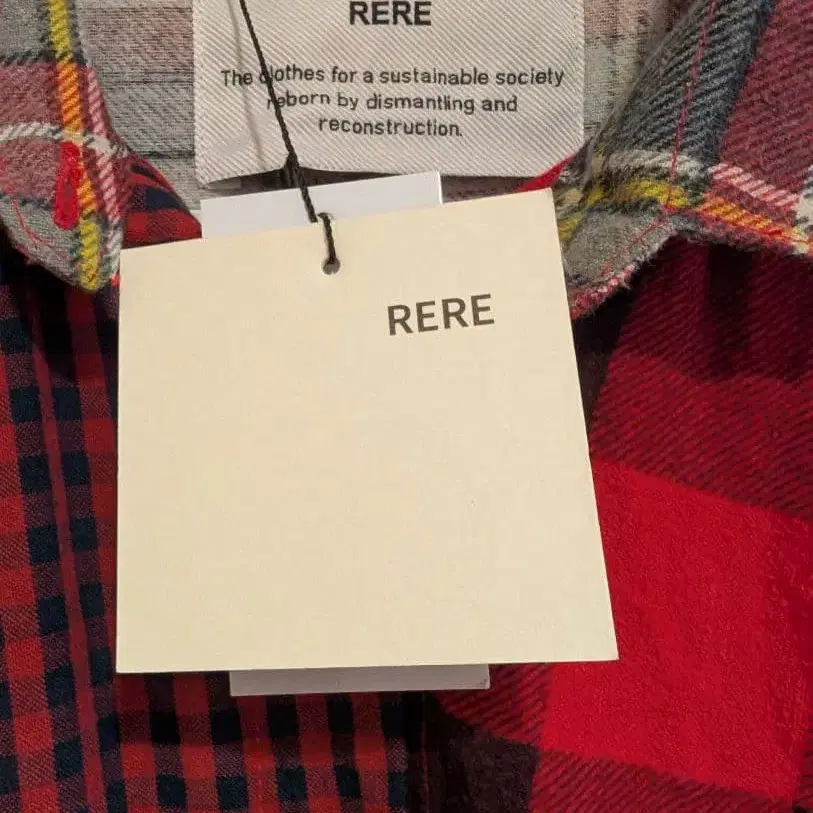 RERE
The clothes for a sustainable society
reborn by dismantling and
reconstruction.
RERE